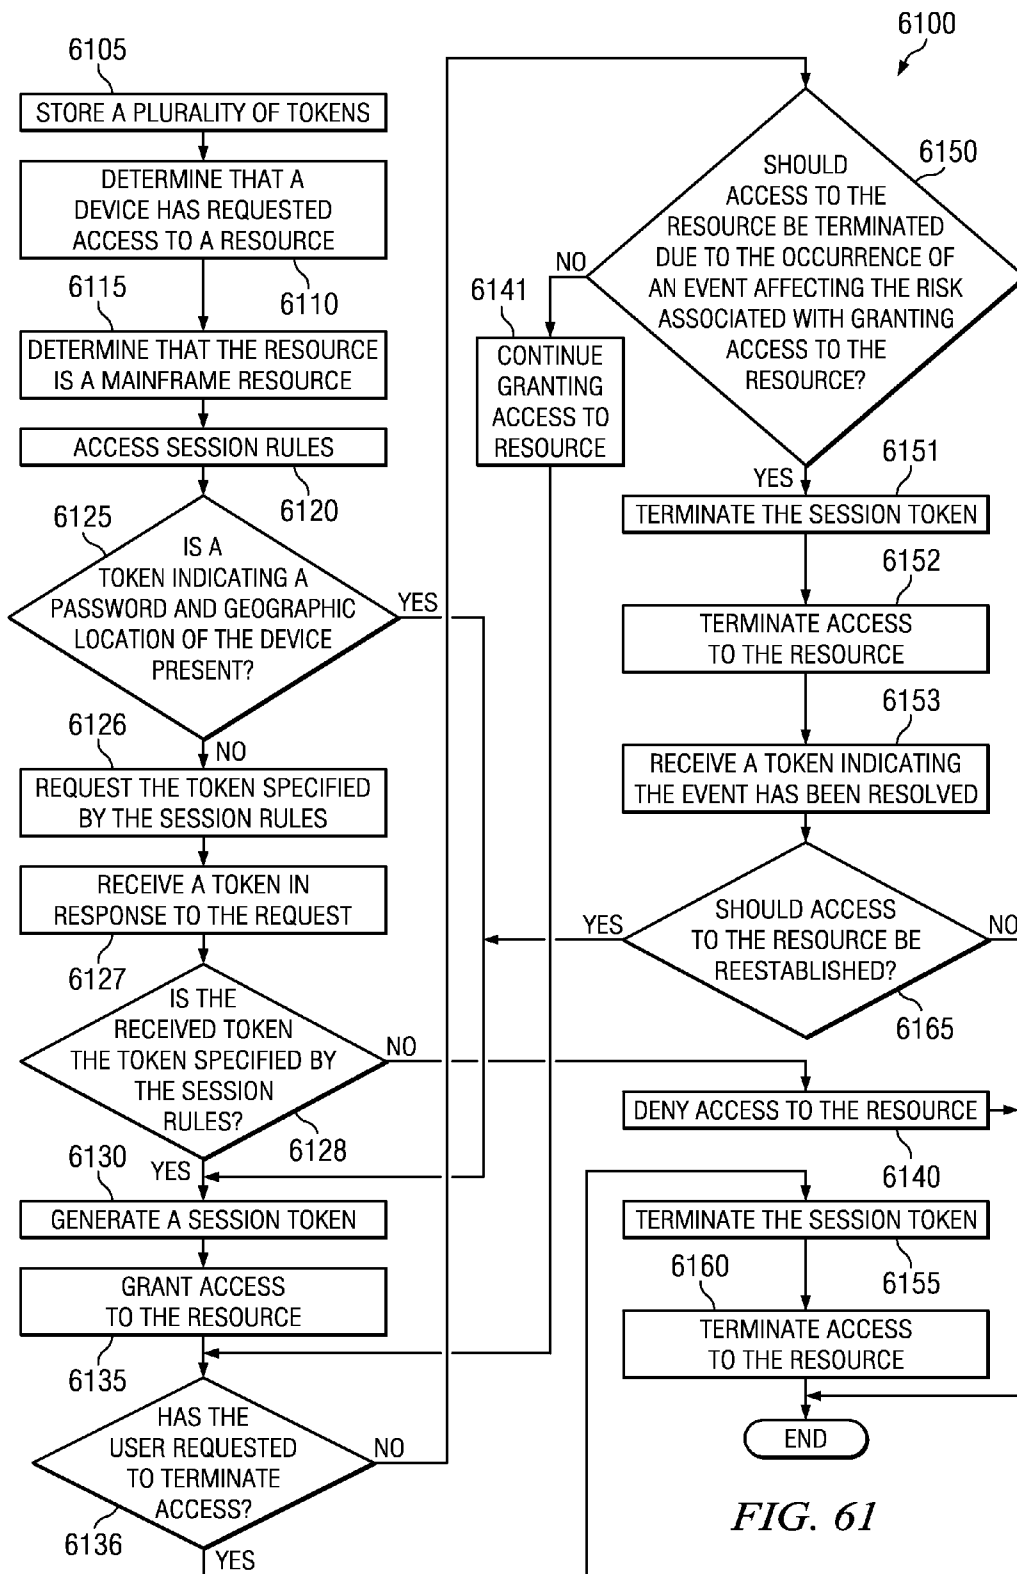 6100
6105
STORE A PLURALITY OF TOKENS
DETERMINE THAT A
DEVICE HAS REQUESTED
ACCESS TO A RESOURCE
6110
6115
DETERMINE THAT THE RESOURCE
IS A MAINFRAME RESOURCE
ACCESS SESSION RULES
6120
6125
IS A
TOKEN INDICATING A
PASSWORD AND GEOGRAPHIC
LOCATION OF THE DEVICE
PRESENT?
YES
NO
6126
REQUEST THE TOKEN SPECIFIED
BY THE SESSION RULES
RECEIVE A TOKEN IN
RESPONSE TO THE REQUEST
6127
IS THE
RECEIVED TOKEN
THE TOKEN SPECIFIED BY
THE SESSION
RULES?
NO
6128
YES
6130
GENERATE A SESSION TOKEN
GRANT ACCESS
TO THE RESOURCE
6135
HAS THE
USER REQUESTED
TO TERMINATE
ACCESS?
NO
6136
YES
6150
SHOULD
ACCESS TO THE
RESOURCE BE TERMINATED
DUE TO THE OCCURRENCE OF
AN EVENT AFFECTING THE RISK
ASSOCIATED WITH GRANTING
ACCESS TO THE
RESOURCE?
NO
6141
CONTINUE
GRANTING
ACCESS TO
RESOURCE
YES
6151
TERMINATE THE SESSION TOKEN
6152
TERMINATE ACCESS
TO THE RESOURCE
6153
RECEIVE A TOKEN INDICATING
THE EVENT HAS BEEN RESOLVED
YES
SHOULD ACCESS
TO THE RESOURCE BE
REESTABLISHED?
NO
6165
DENY ACCESS TO THE RESOURCE
6140
TERMINATE THE SESSION TOKEN
6155
6160
TERMINATE ACCESS
TO THE RESOURCE
END
FIG. 61